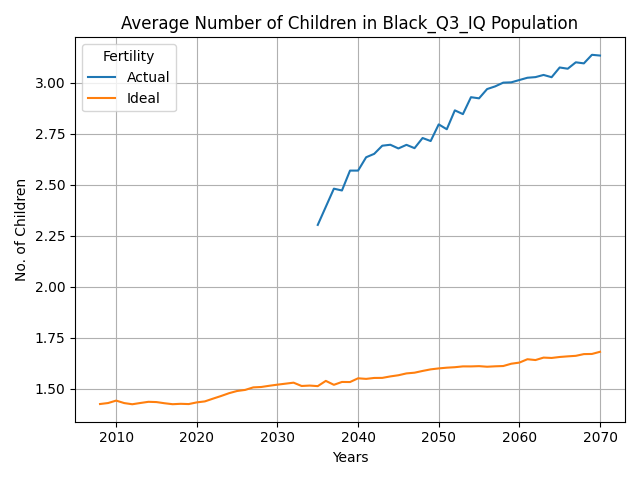 Average Number of Children in Black_Q3_IQ Population
Fertility
Actual
Ideal
No. of Children
3.00
2.75
2.50
2.25
2.00
1.75
1.50
2010 2020 2030 2040 2050 2060 2070
Years